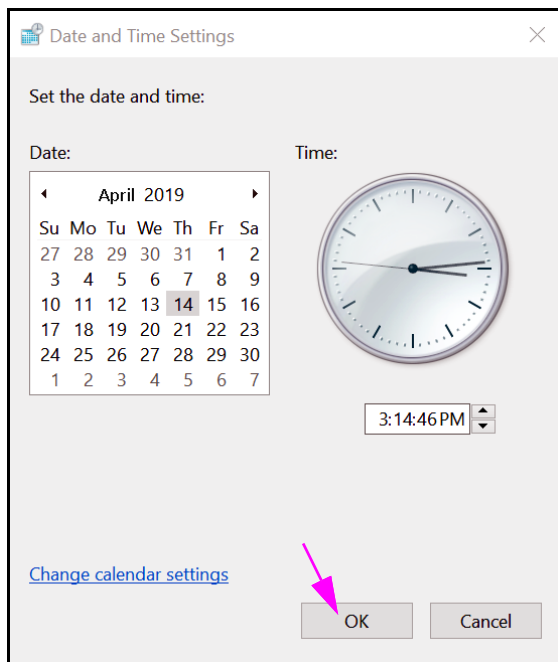 Date and Time Settings
Set the date and time:
Date:
Time:
April 2019
Su Mo Tu We Th Fr Sa
27 28 29 30 31 1 2
3 4 5 6 7 8 9
10 11 12 13 14 15 16
17 18 19 20 21 22 23
24 25 26 27 28 29 30
1 2 3 4 5 6 7
3:14:46 PM
Change calendar settings
OK
Cancel